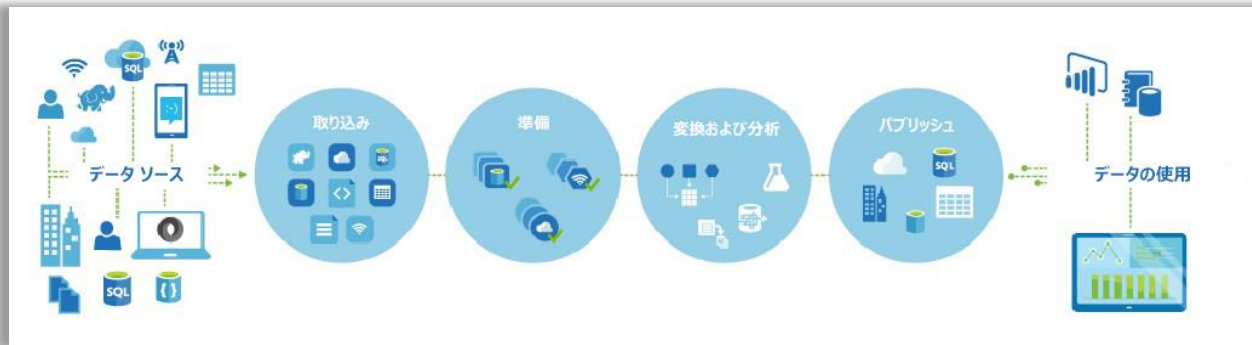 SQL
:-)
データ ソース
SQL
{ }
取り込み
SQL
<>
準備
変換および分析
パブリッシュ
SQL
データの使用